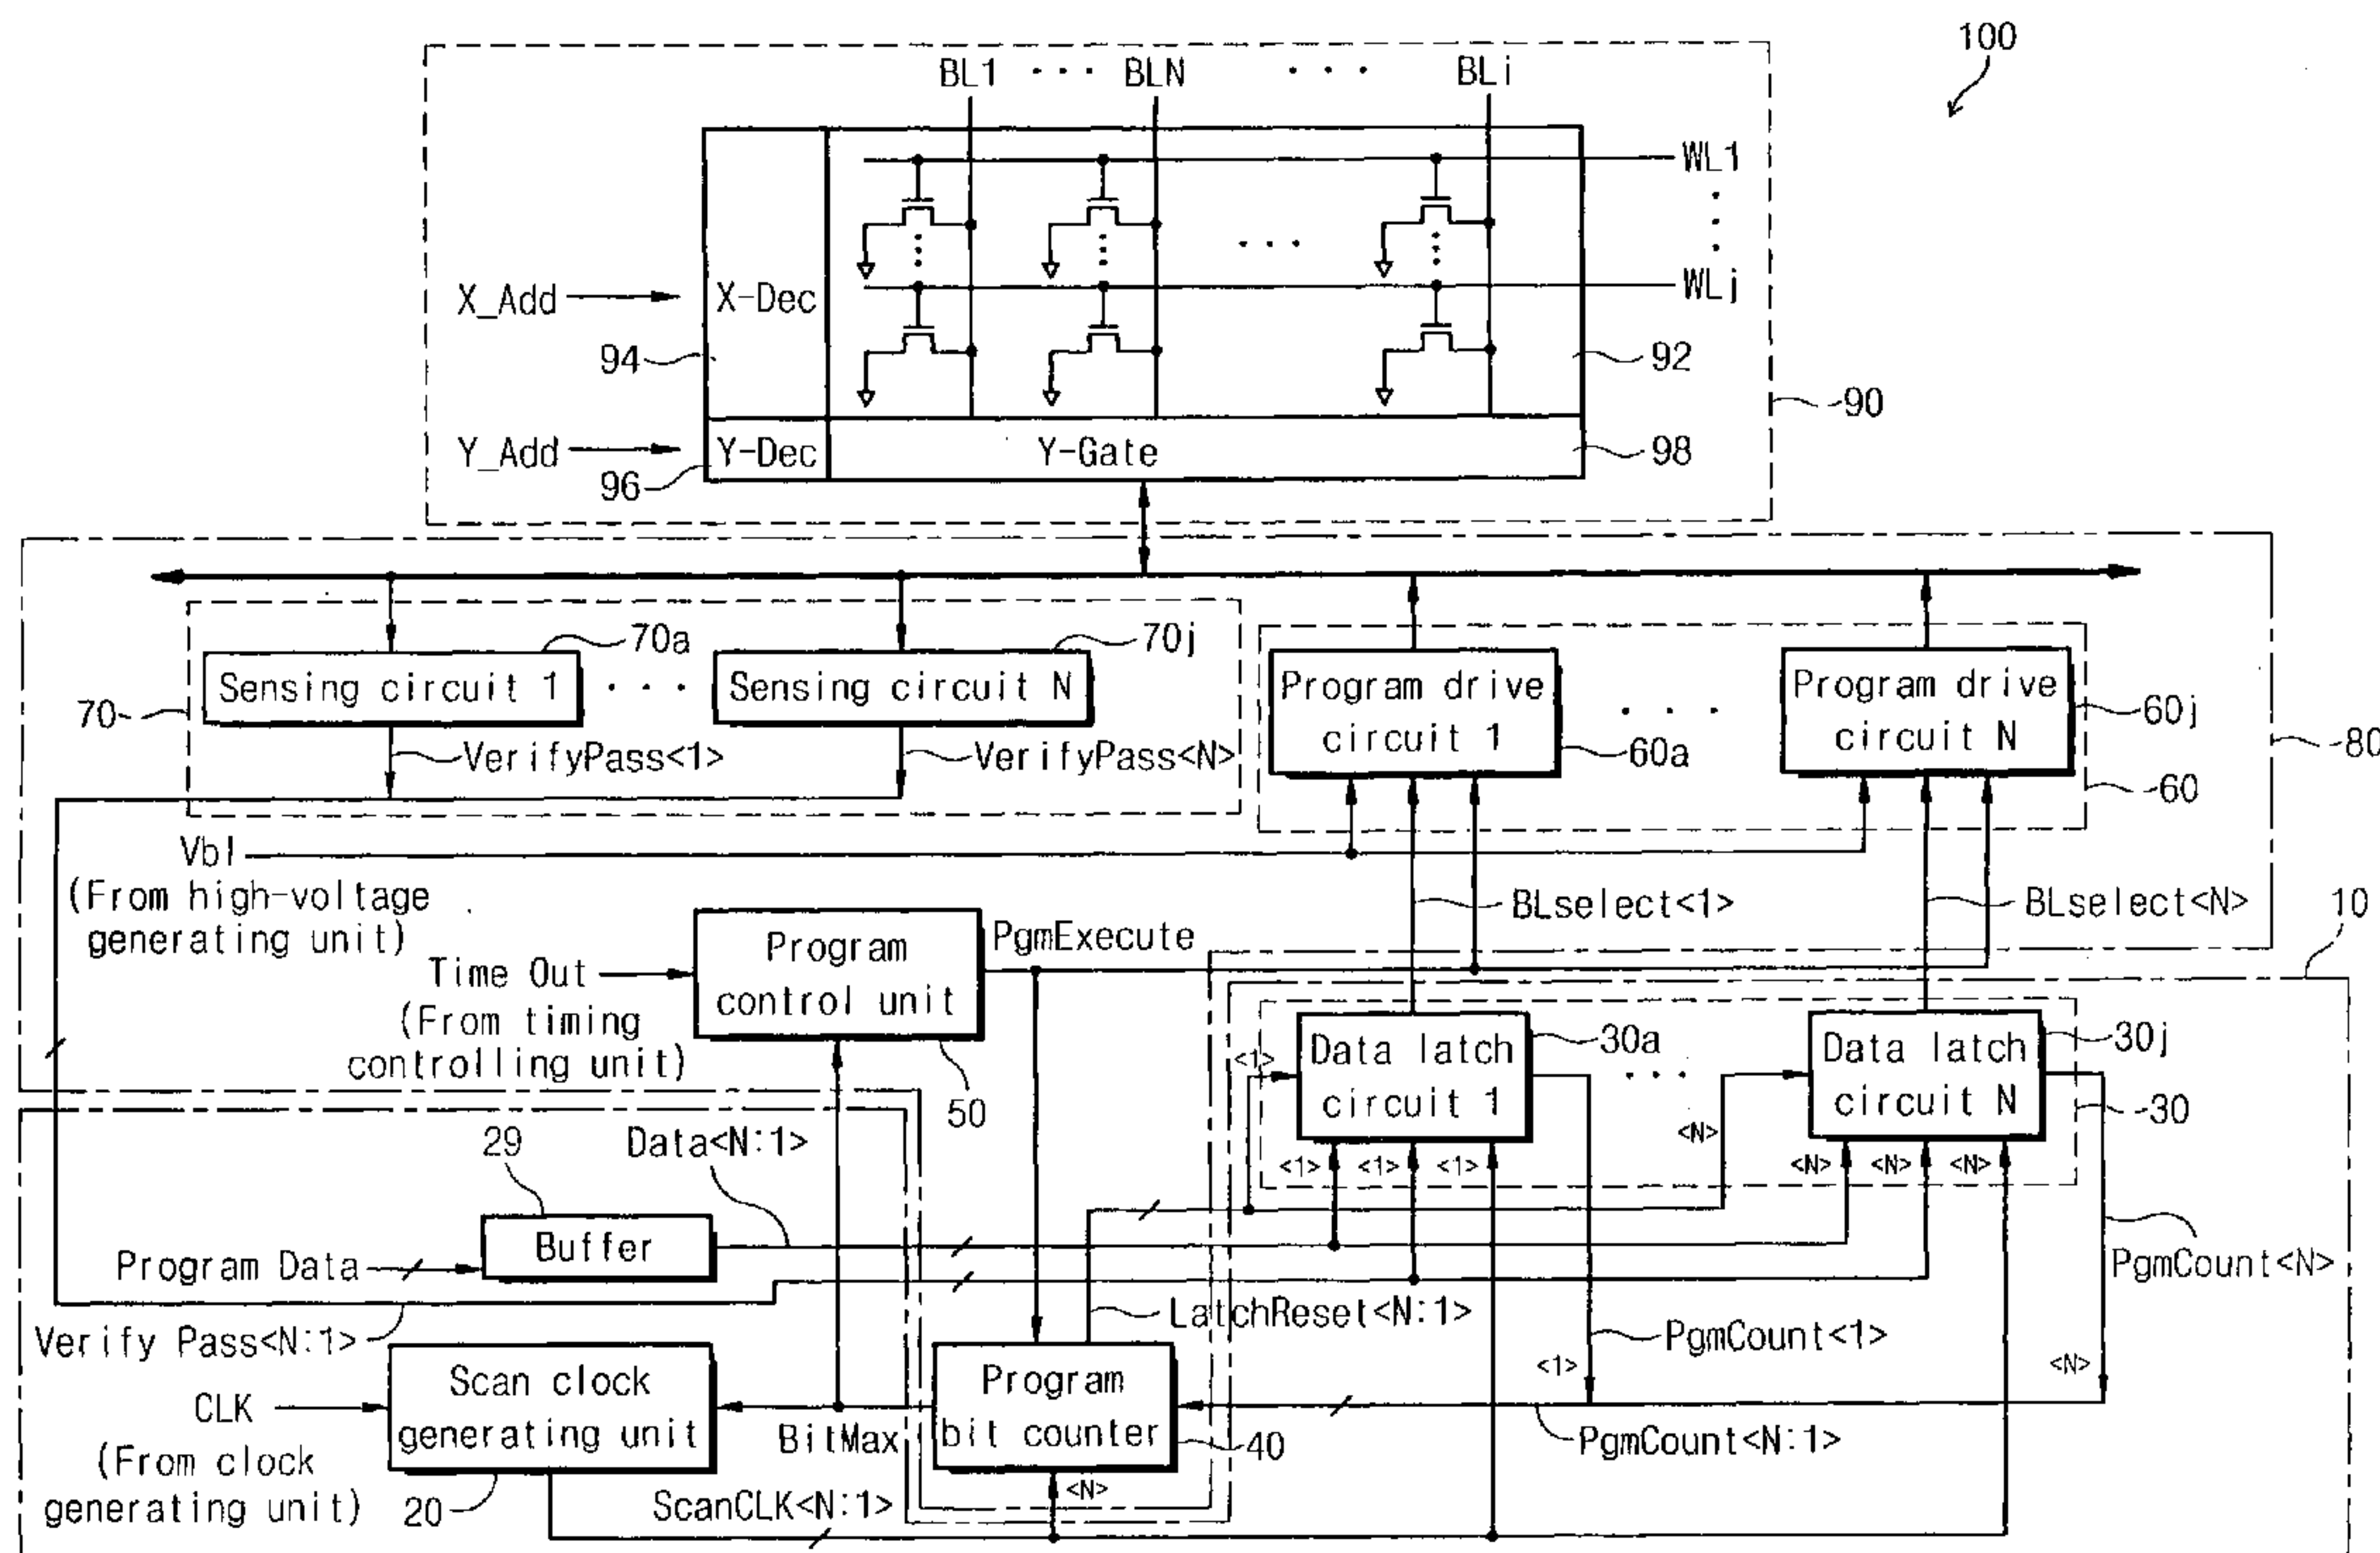 100
BL1 · · · BLN · · · BLi
WL1
WLj
X_Add
X-Dec
94
92
90
Y_Add
Y-Dec
Y-Gate
98
96
70a
70j
Sensing circuit 1
· · ·
Sensing circuit N
70
VerifyPass<1>
VerifyPass<N>
Program drive
circuit 1
60a
· · ·
Program drive
circuit N
60j
80
60
Vbl
(From high-voltage
generating unit)
BLselect<1>
BLselect<N>
10
Program
control unit
PgmExecute
Time Out
(From timing
controlling unit)
50
<1>
Data latch
circuit 1
30a
· · ·
Data latch
circuit N
30j
30
<N>
<1> <1> <1>
<N> <N> <N>
29
Data<N:1>
Buffer
Program Data
PgmCount<N>
LatchReset<N:1>
Verify Pass<N:1>
PgmCount<1>
<1>
<N>
Scan clock
generating unit
CLK
(From clock
generating unit)
20
BitMax
Program
bit counter
40
PgmCount<N:1>
<N>
ScanCLK<N:1>